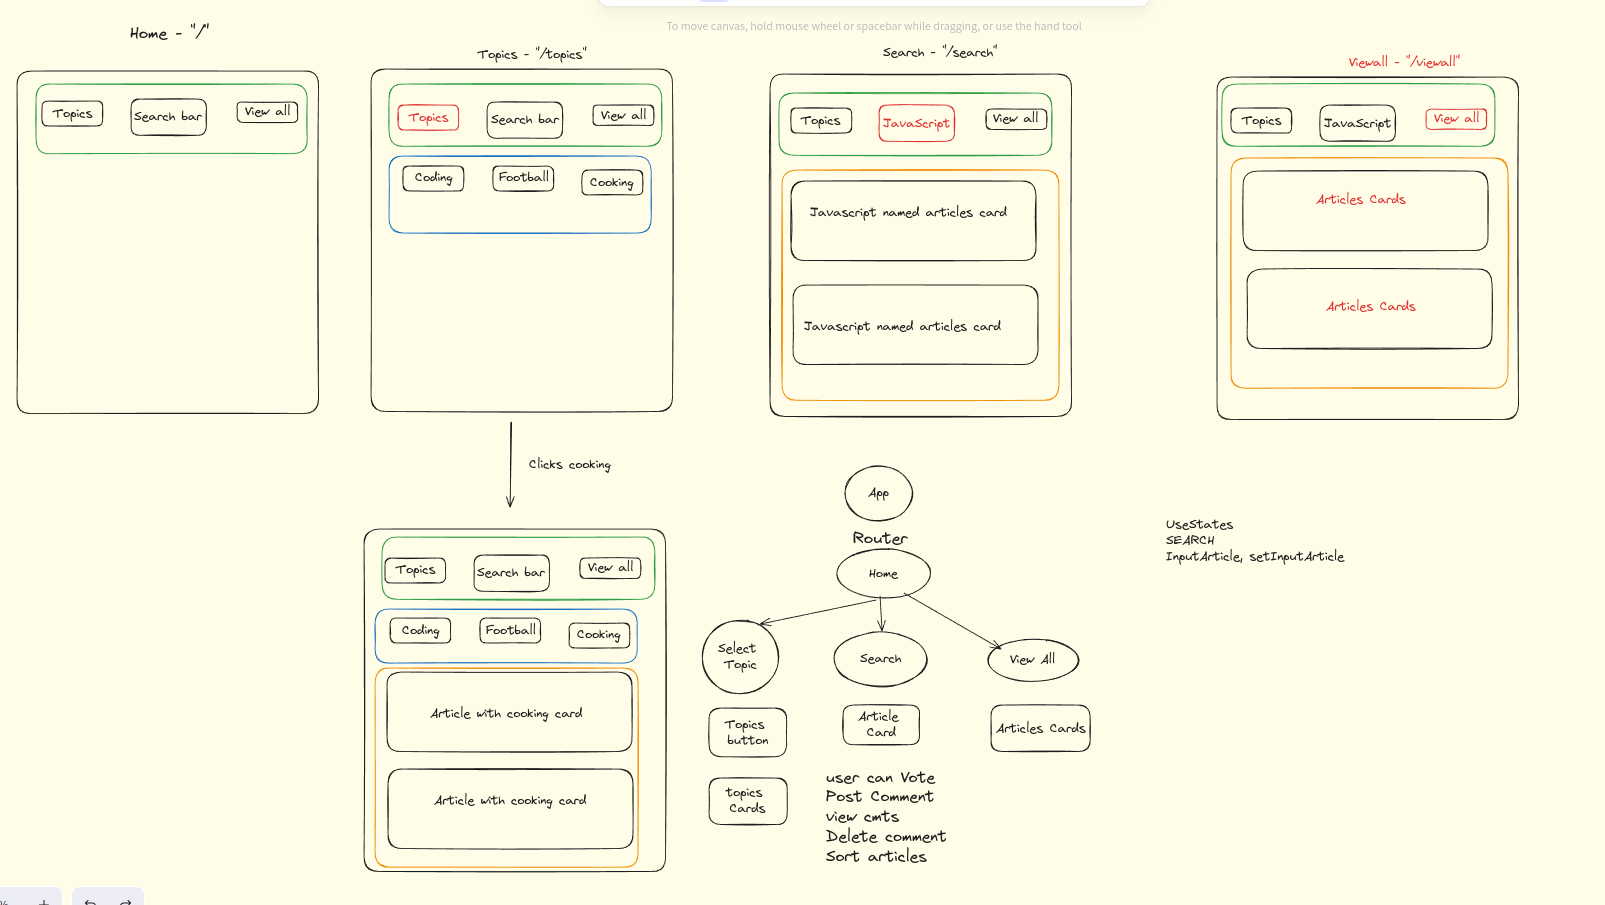 To move canvas, hold mouse wheel or spacebar while dragging, or use the hand tool
Home - "/"
Topics
Search bar
View all
Topics - "/topics"
Topics
Search bar
View all
Coding
Football
Cooking
Search - "/search"
Topics
JavaScript
View all
Javascript named articles card
Javascript named articles card
Viewall - "/viewall"
Topics
JavaScript
View all
Articles Cards
Articles Cards
Clicks cooking
Topics
Search bar
View all
Coding
Football
Cooking
Article with cooking card
Article with cooking card
App
Router
Home
Select
Topic
Search
View All
Topics
button
topics
Cards
Article
Card
Articles Cards
user can Vote
Post Comment
view cmts
Delete comment
Sort articles
UseStates
SEARCH
InputArticle, setInputArticle